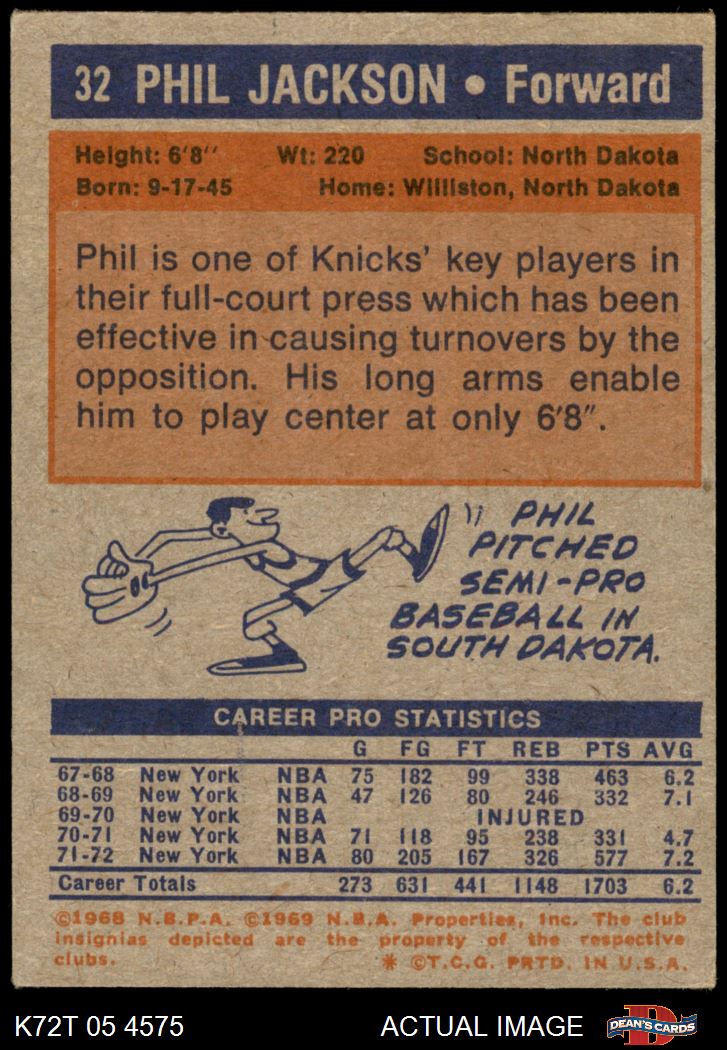 32 PHIL JACKSON • Forward
Height: 6'8'' Wt: 220 School: North Dakota
Born: 9-17-45 Home: Williston, North Dakota
Phil is one of Knicks' key players in
their full-court press which has been
effective in causing turnovers by the
opposition. His long arms enable
him to play center at only 6'8".
PHIL
PITCHED
SEMI-PRO
BASEBALL IN
SOUTH DAKOTA.
CAREER PRO STATISTICS
G FG FT REB PTS AVG
67-68 New York NBA 75 182 99 338 463 6.2
68-69 New York NBA 47 126 80 246 332 7.1
69-70 New York NBA INJURED
70-71 New York NBA 71 118 95 238 331 4.7
71-72 New York NBA 80 205 167 326 577 7.2
Career Totals 273 631 441 1148 1703 6.2
©1968 N.B.P.A. ©1969 N.B.A. Properties, Inc. The club
insignias depicted are the property of the respective
clubs. * ©T.C.G. PRTD. IN U.S.A.
K72T 05 4575 ACTUAL IMAGE
D
DEAN'S CARDS